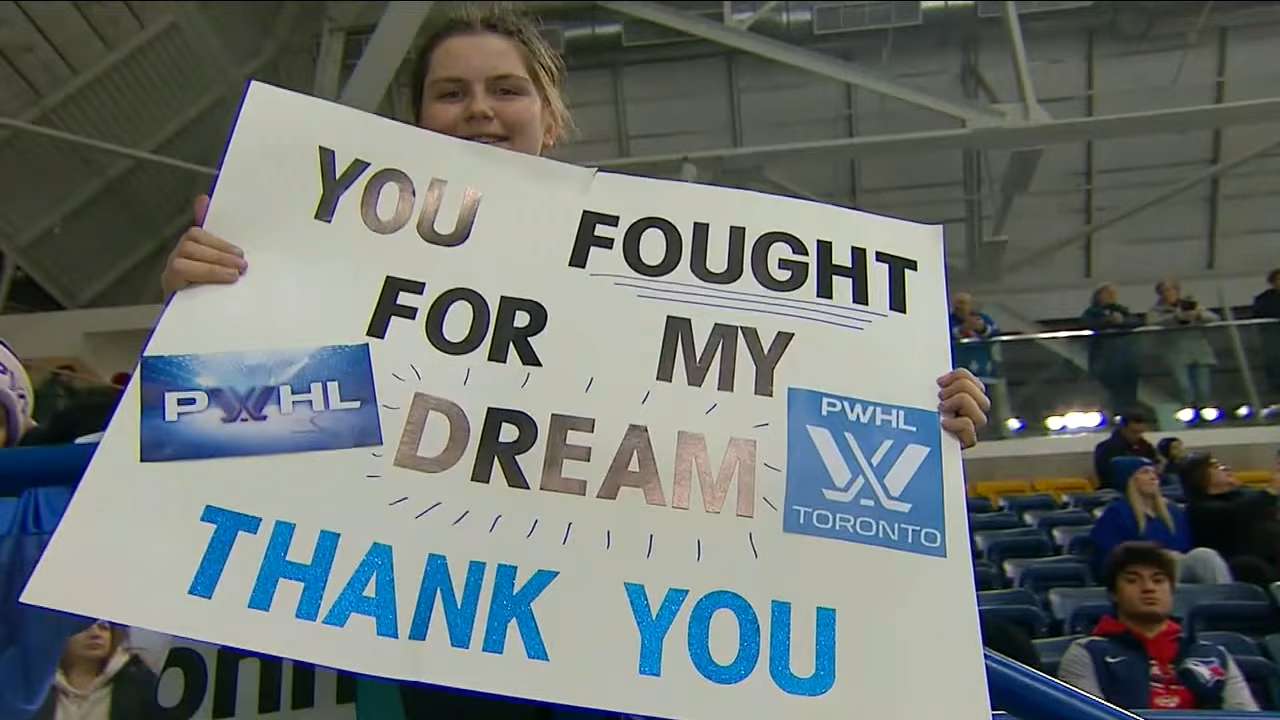 YOU FOUGHT
FOR MY
DREAM
THANK YOU
PWHL
PWHL
TORONTO